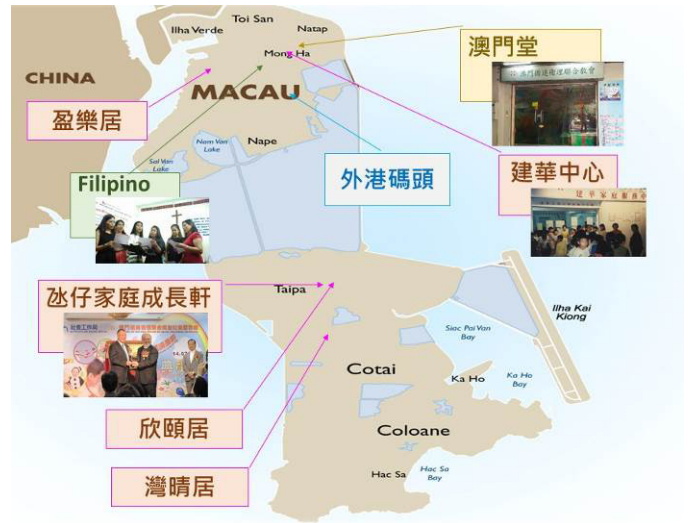 Toi San
Ilha Verde
Natap
澳門堂
Mong Ha
CHINA
MACAU
盈樂居
Nape
Nam Van
Lake
Sai Van
Lake
外港碼頭
建華中心
Filipino
氹仔家庭成長軒
Taipa
Ilha Kai
Kiong
Siac Pai Van
Bay
Cotai
Ka Ho
Ka Ho
Bay
欣頤居
Coloane
灣晴居
Hac Sa
Hac Sa
Bay